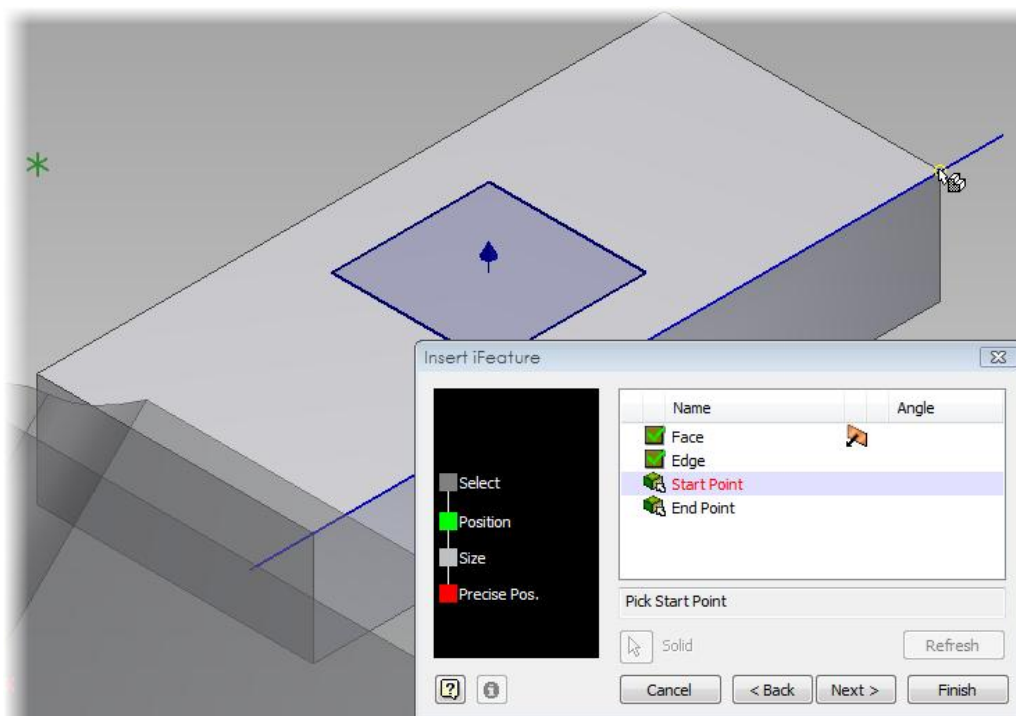 Insert iFeature
Name Angle
Face
Edge
Start Point
End Point
Select
Position
Size
Precise Pos.
Pick Start Point
Solid Refresh
Cancel < Back Next > Finish